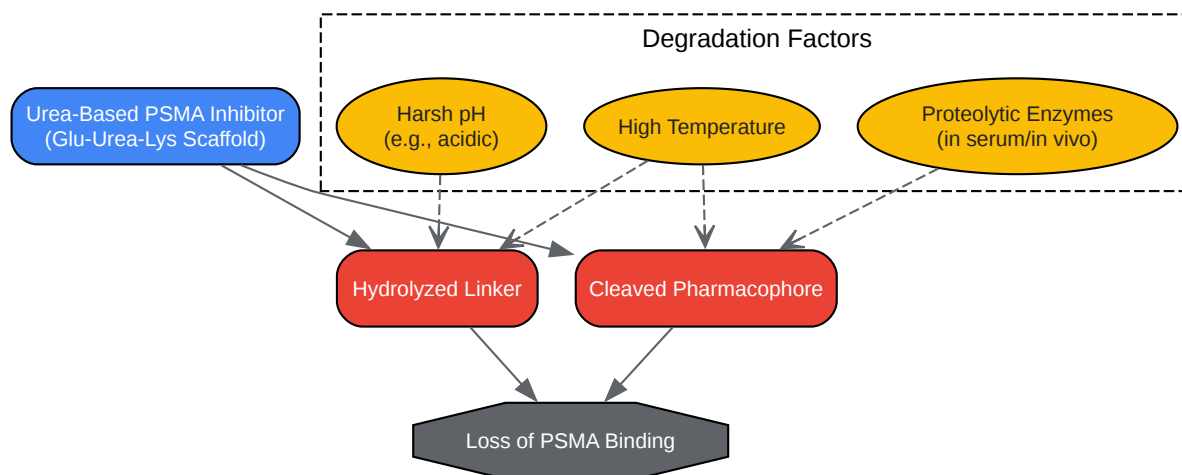 Degradation Factors
Urea-Based PSMA Inhibitor
(Glu-Urea-Lys Scaffold)
Harsh pH
(e.g., acidic)
High Temperature
Proteolytic Enzymes
(in serum/in vivo)
Hydrolyzed Linker
Cleaved Pharmacophore
Loss of PSMA Binding